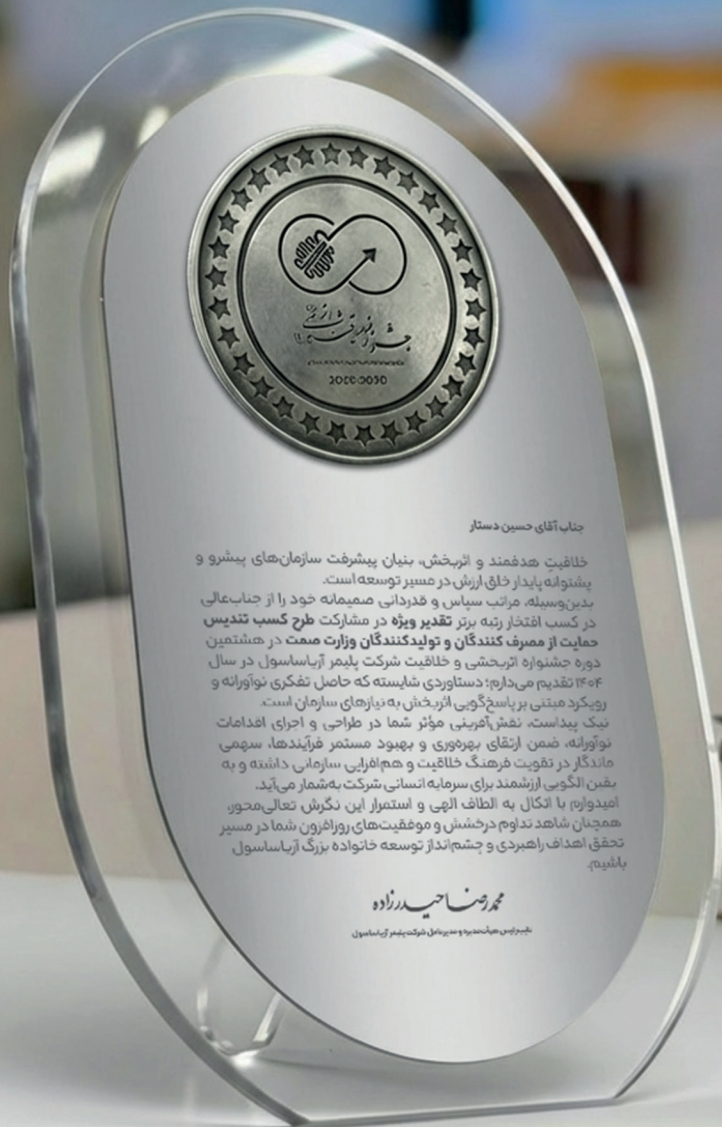 2020-2050
جناب آقای حسین دستار
خلاقیتِ هدفمند و اثربخش، بنیان پیشرفت سازمان‌های پیشرو و
پشتوانه پایدار خلق ارزش در مسیر توسعه است.
بدین‌وسیله، مراتب سپاس و قدردانی صمیمانه خود را از جناب‌عالی
در کسب افتخار رتبه برتر تقدیر ویژه در مشارکت طرح کسب تندیس
حمایت از مصرف کنندگان و تولیدکنندگان وزارت صمت در هشتمین
دوره جشنواره اثربخشی و خلاقیت شرکت پلیمر آریاساسول در سال
۱۴۰۴ تقدیم می‌دارم؛ دستاوردی شایسته که حاصل تفکری نوآورانه و
رویکرد مبتنی بر پاسخ‌گویی اثربخش به نیازهای سازمان است.
نیک پیداست، نقش‌آفرینی مؤثر شما در طراحی و اجرای اقدامات
نوآورانه، ضمن ارتقای بهره‌وری و بهبود مستمر فرآیندها، سهمی
ماندگار در تقویت فرهنگ خلاقیت و هم‌افزایی سازمانی داشته و به
یقین الگویی ارزشمند برای سرمایه انسانی شرکت به‌شمار می‌آید.
امیدوارم با اتکال به الطاف الهی و استمرار این نگرش تعالی‌محور،
همچنان شاهد تداوم درخشش و موفقیت‌های روزافزون شما در مسیر
تحقق اهداف راهبردی و چشم‌انداز توسعه خانواده بزرگ آریاساسول
باشیم.
محمدرضا حیدرزاده
نایب رئیس هیأت مدیره و مدیرعامل شرکت پلیمر آریاساسول